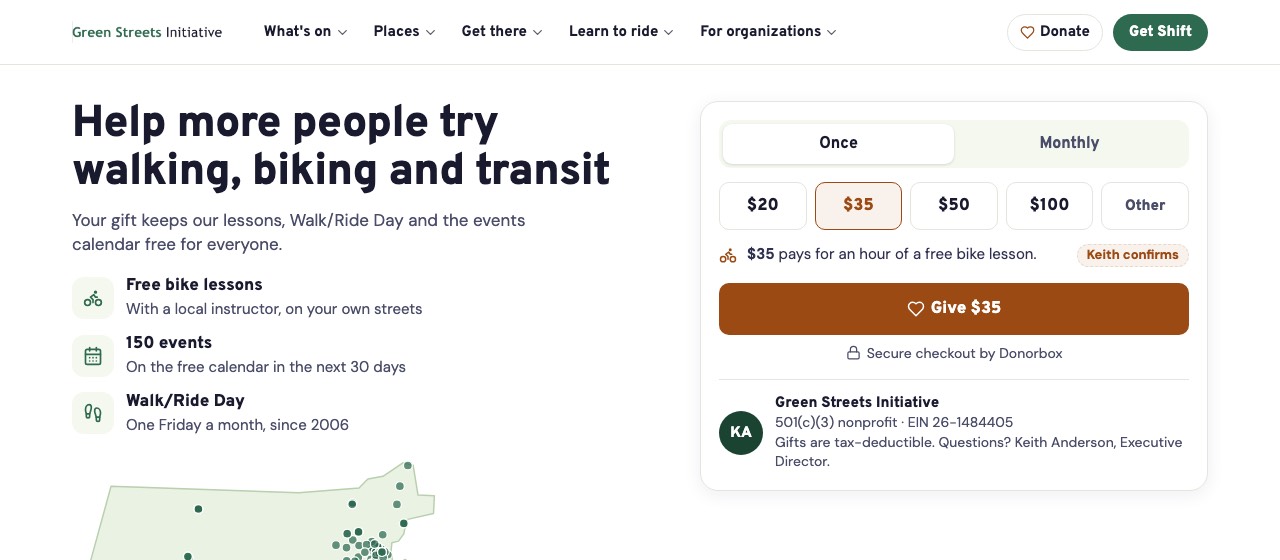 Green Streets Initiative
What's on
Places
Get there
Learn to ride
For organizations
Donate
Get Shift
Help more people try
walking, biking and transit
Your gift keeps our lessons, Walk/Ride Day and the events
calendar free for everyone.
Free bike lessons
With a local instructor, on your own streets
150 events
On the free calendar in the next 30 days
Walk/Ride Day
One Friday a month, since 2006
Once
Monthly
$20
$35
$50
$100
Other
$35 pays for an hour of a free bike lesson.
Keith confirms
Give $35
Secure checkout by Donorbox
KA
Green Streets Initiative
501(c)(3) nonprofit · EIN 26-1484405
Gifts are tax-deductible. Questions? Keith Anderson, Executive
Director.